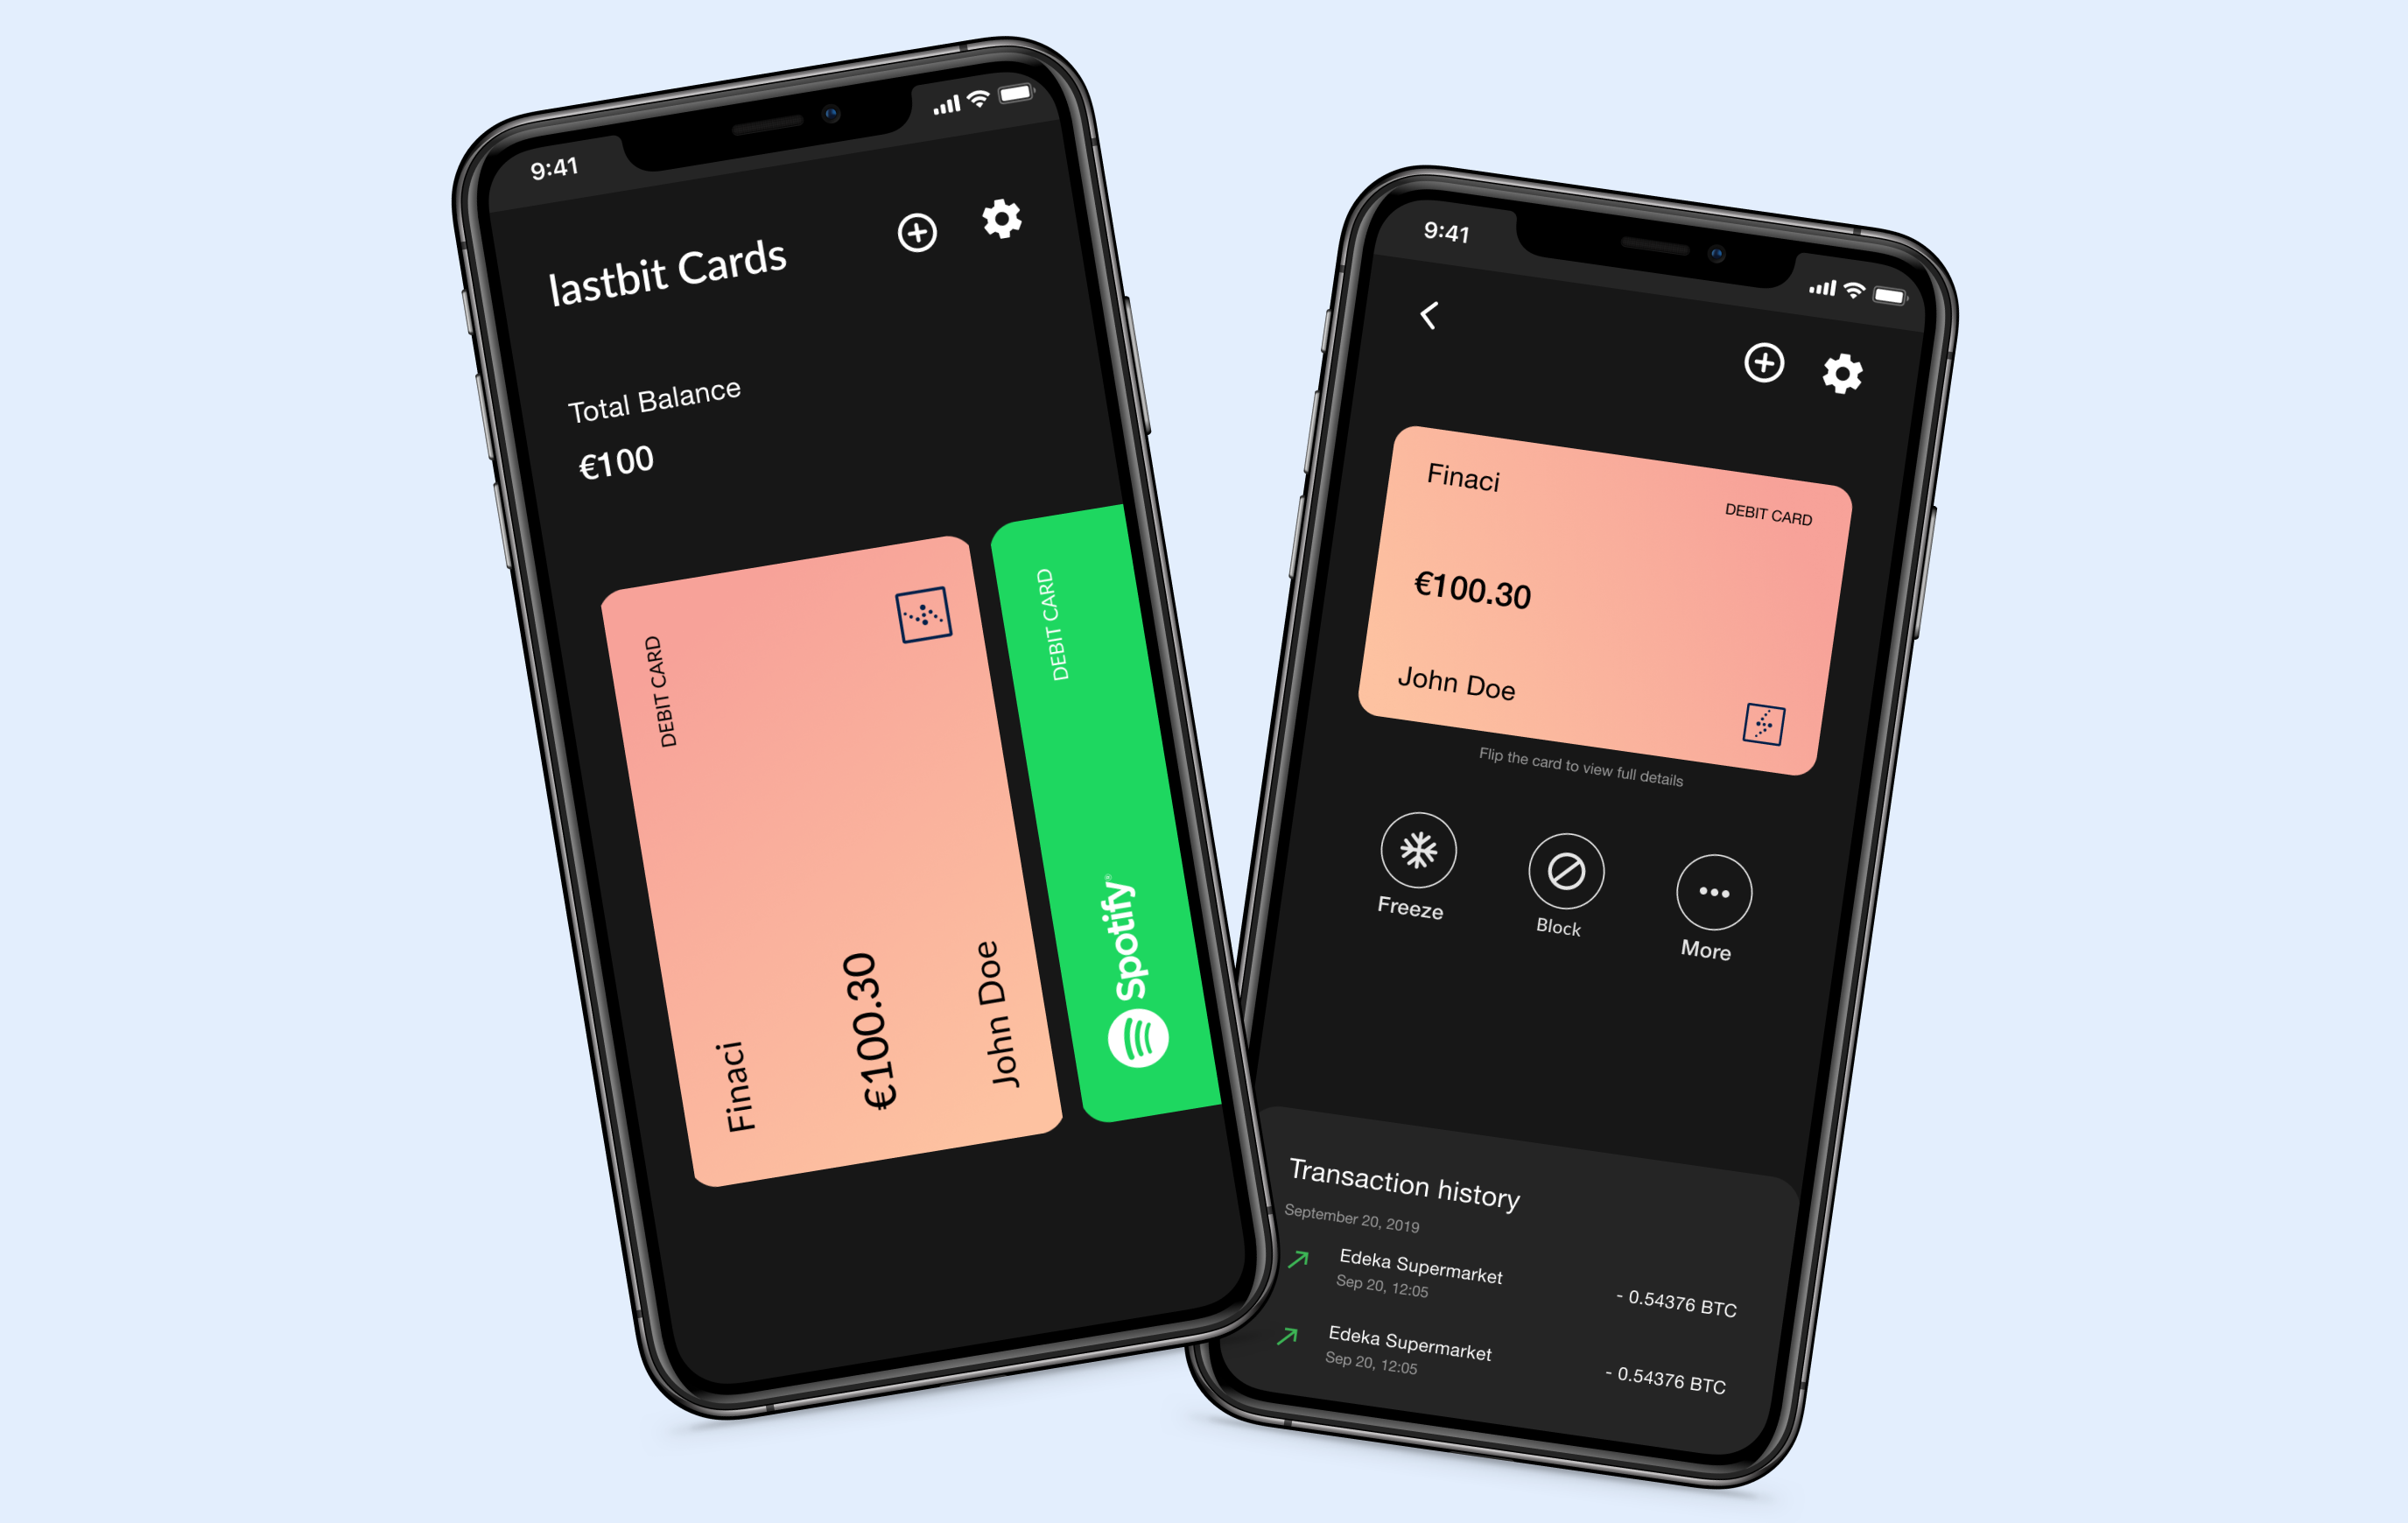 9:41
lastbit Cards
Total Balance
€100
DEBIT CARD
Finaci
€100.30
John Doe
DEBIT CARD
Spotify®
9:41
Finaci
DEBIT CARD
€100.30
John Doe
Flip the card to view full details
Freeze
Block
More
Transaction history
September 20, 2019
Edeka Supermarket
Sep 20, 12:05
- 0.54376 BTC
Edeka Supermarket
Sep 20, 12:05
- 0.54376 BTC